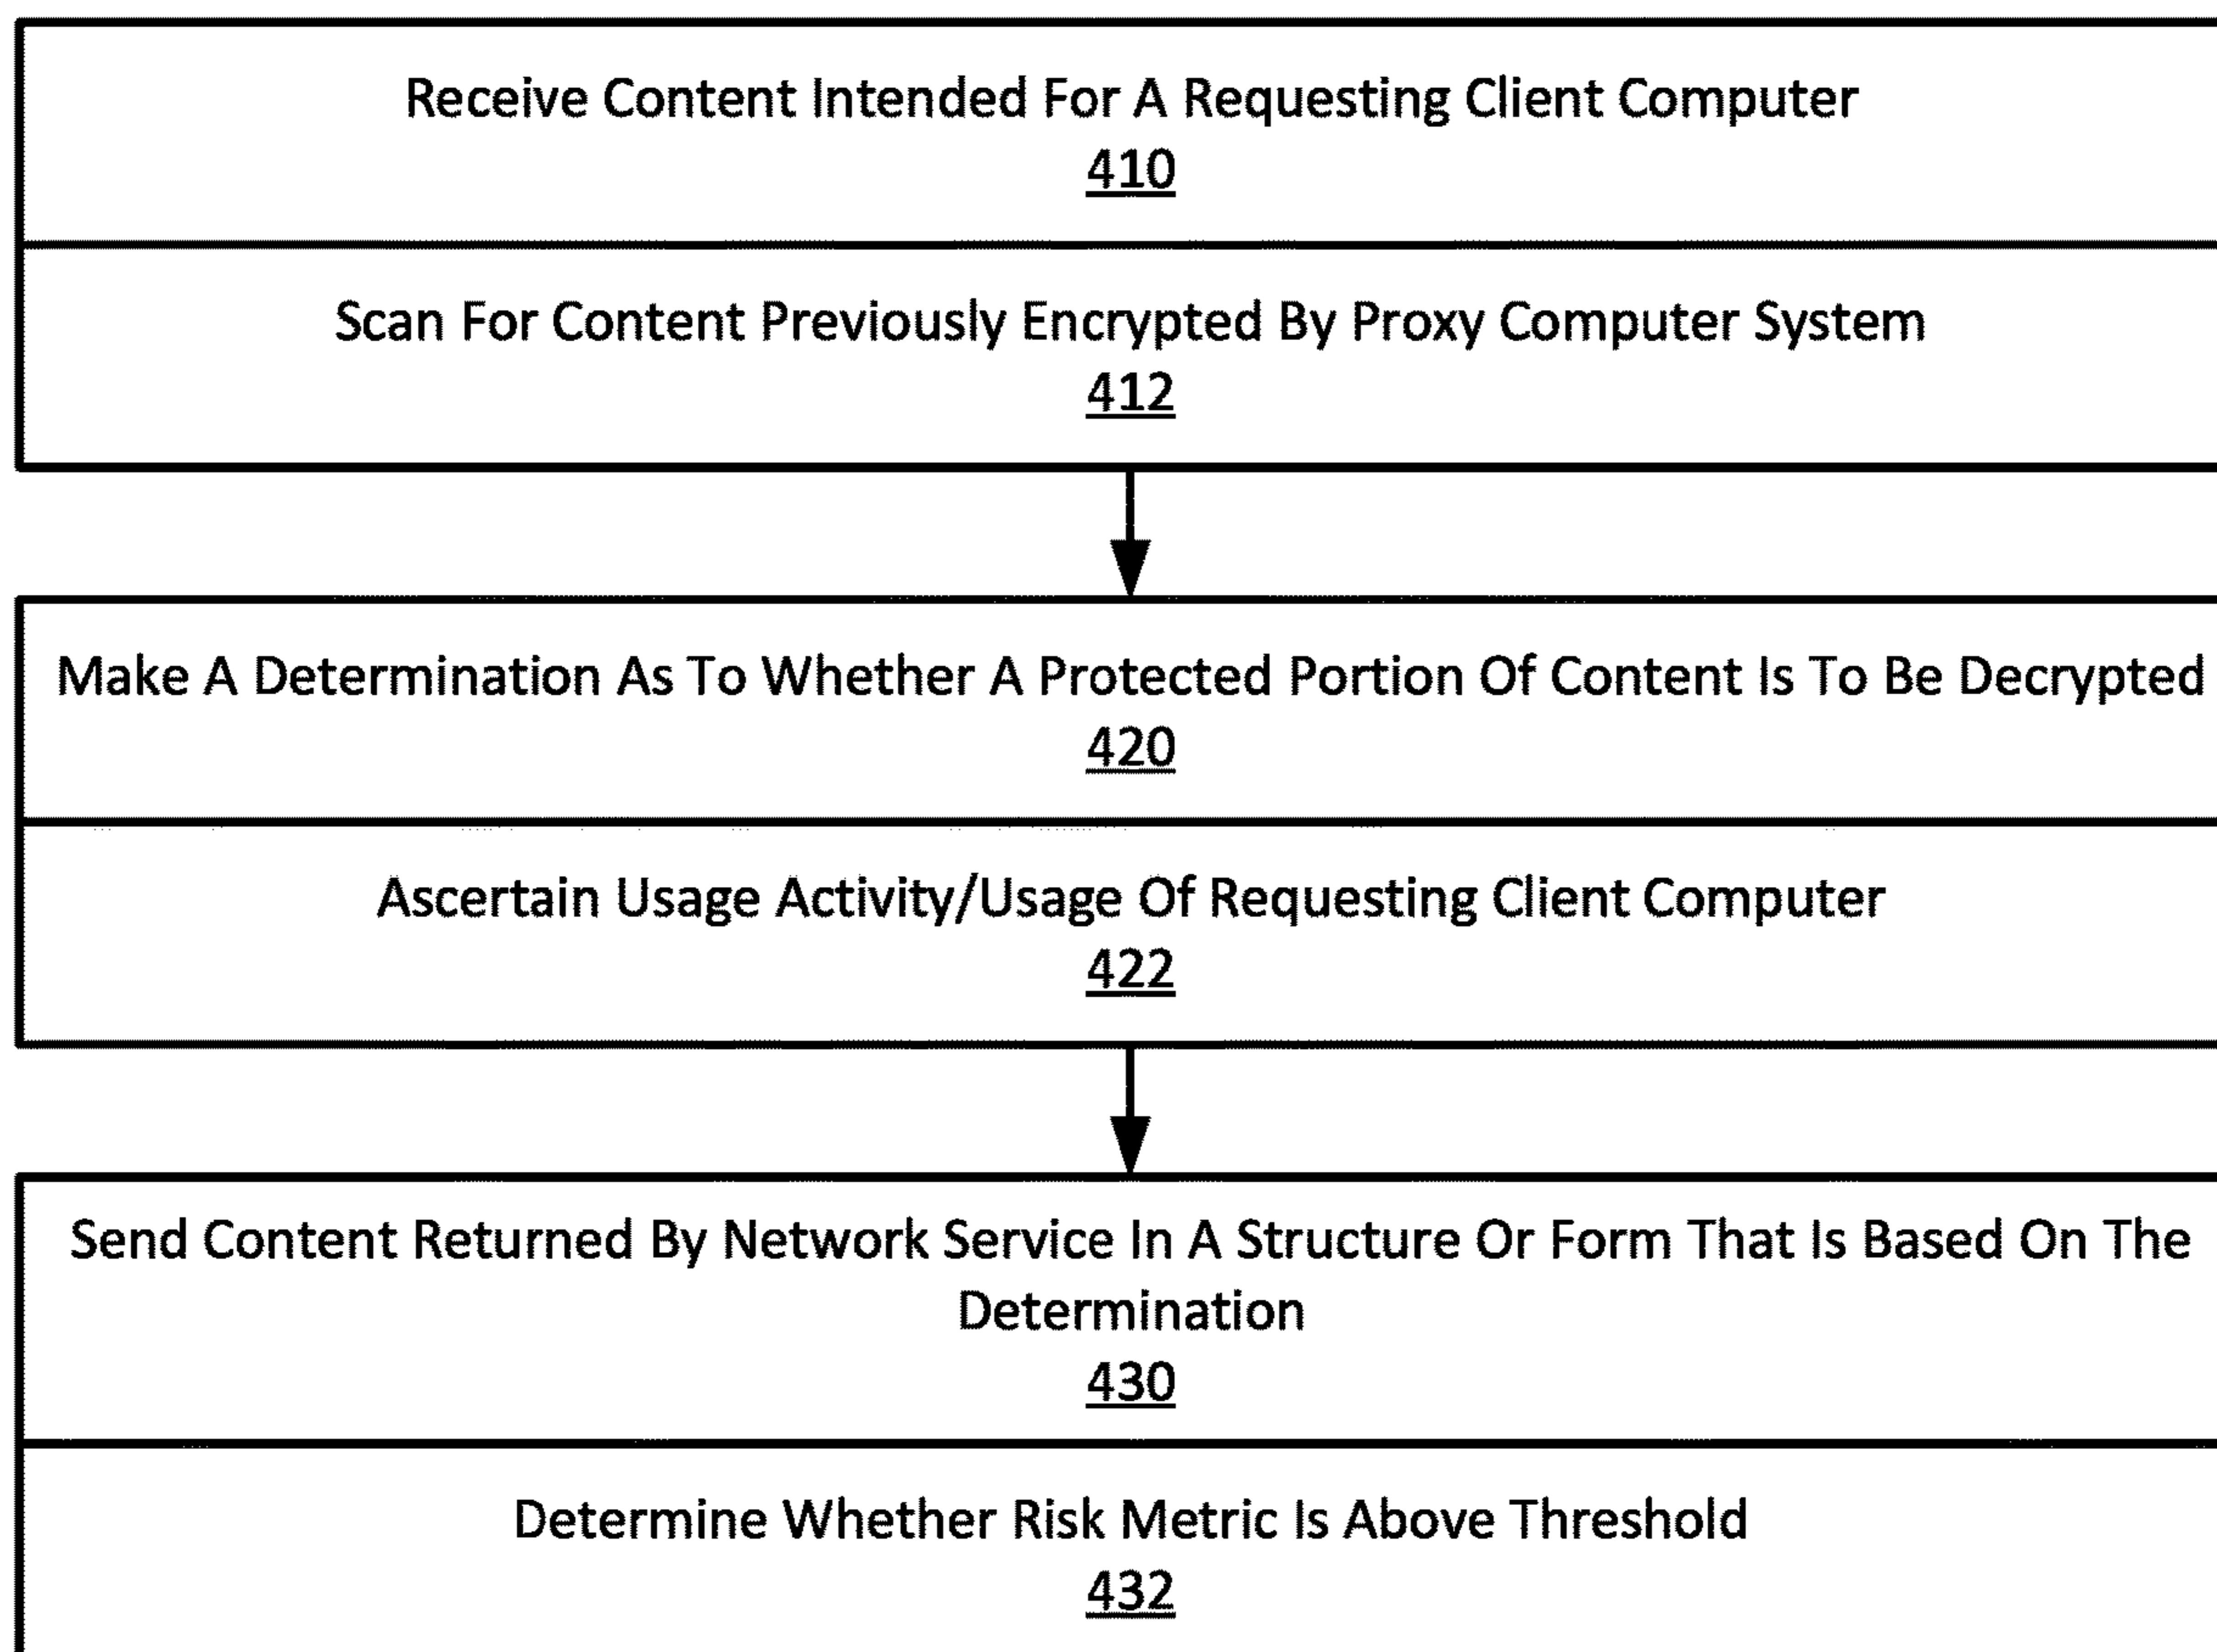 Receive Content Intended For A Requesting Client Computer
410
Scan For Content Previously Encrypted By Proxy Computer System
412
Make A Determination As To Whether A Protected Portion Of Content Is To Be Decrypted
420
Ascertain Usage Activity/Usage Of Requesting Client Computer
422
Send Content Returned By Network Service In A Structure Or Form That Is Based On The
Determination
430
Determine Whether Risk Metric Is Above Threshold
432